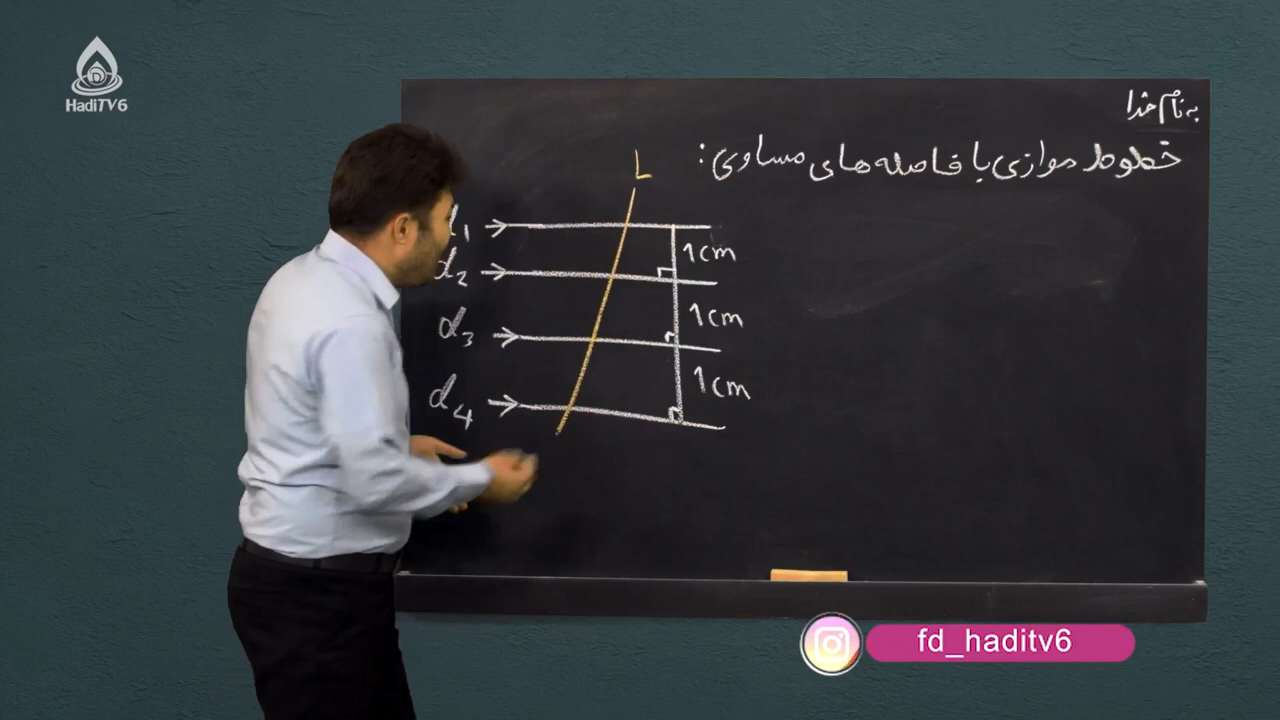 HadiTV6
به نام خدا
خطوط موازی با فاصله های مساوی:
L
d1
1cm
d2
1cm
d3
1cm
d4
fd_haditv6